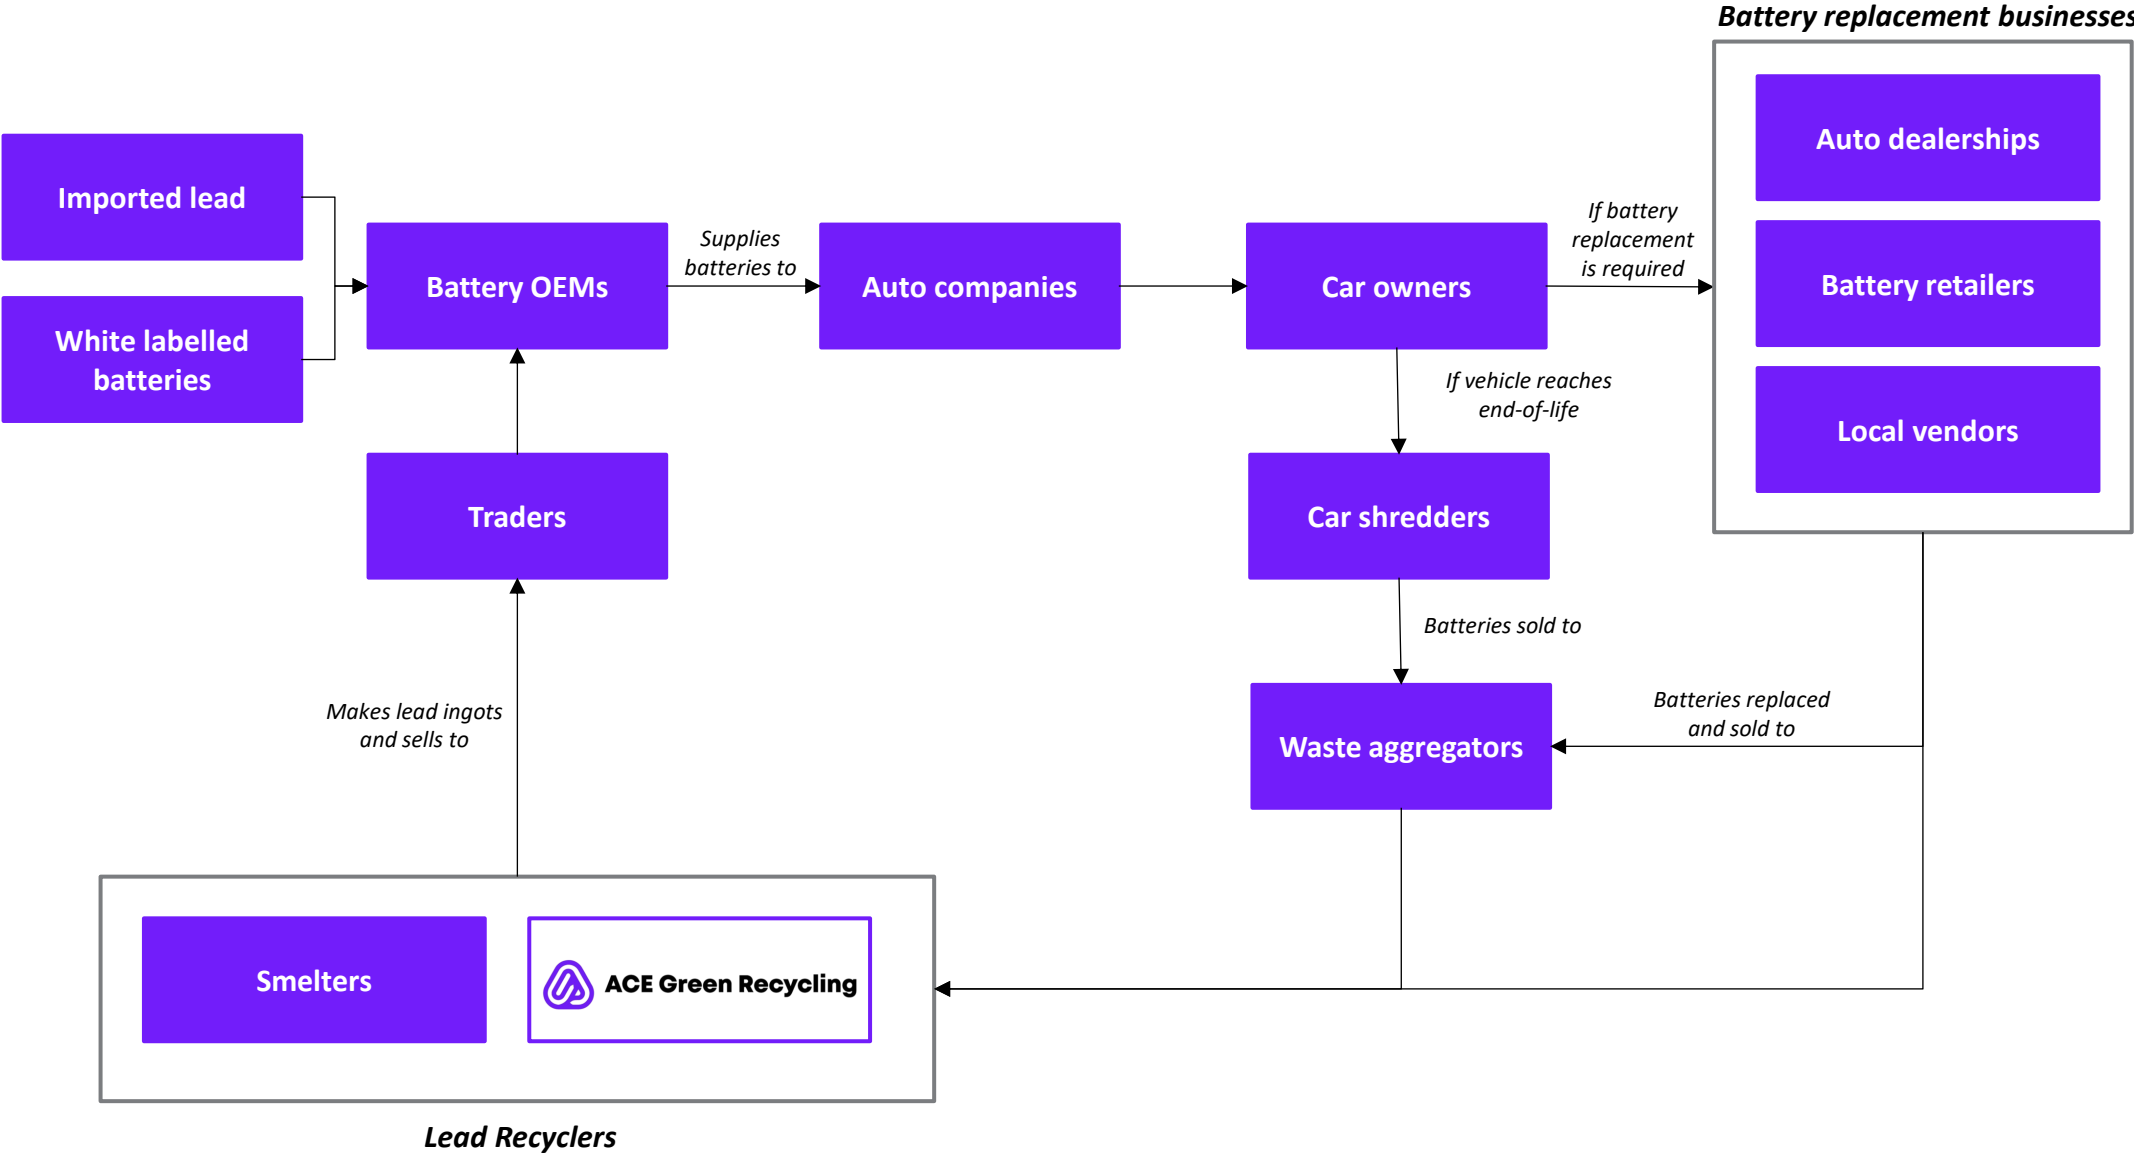 Battery replacement businesses
Auto dealerships
Imported lead
If battery
replacement
is required
Supplies
batteries to
Battery OEMs
Auto companies
Car owners
Battery retailers
White labelled
batteries
If vehicle reaches
end-of-life
Local vendors
Traders
Car shredders
Batteries sold to
Makes lead ingots
and sells to
Batteries replaced
and sold to
Waste aggregators
Smelters
ACE Green Recycling
Lead Recyclers